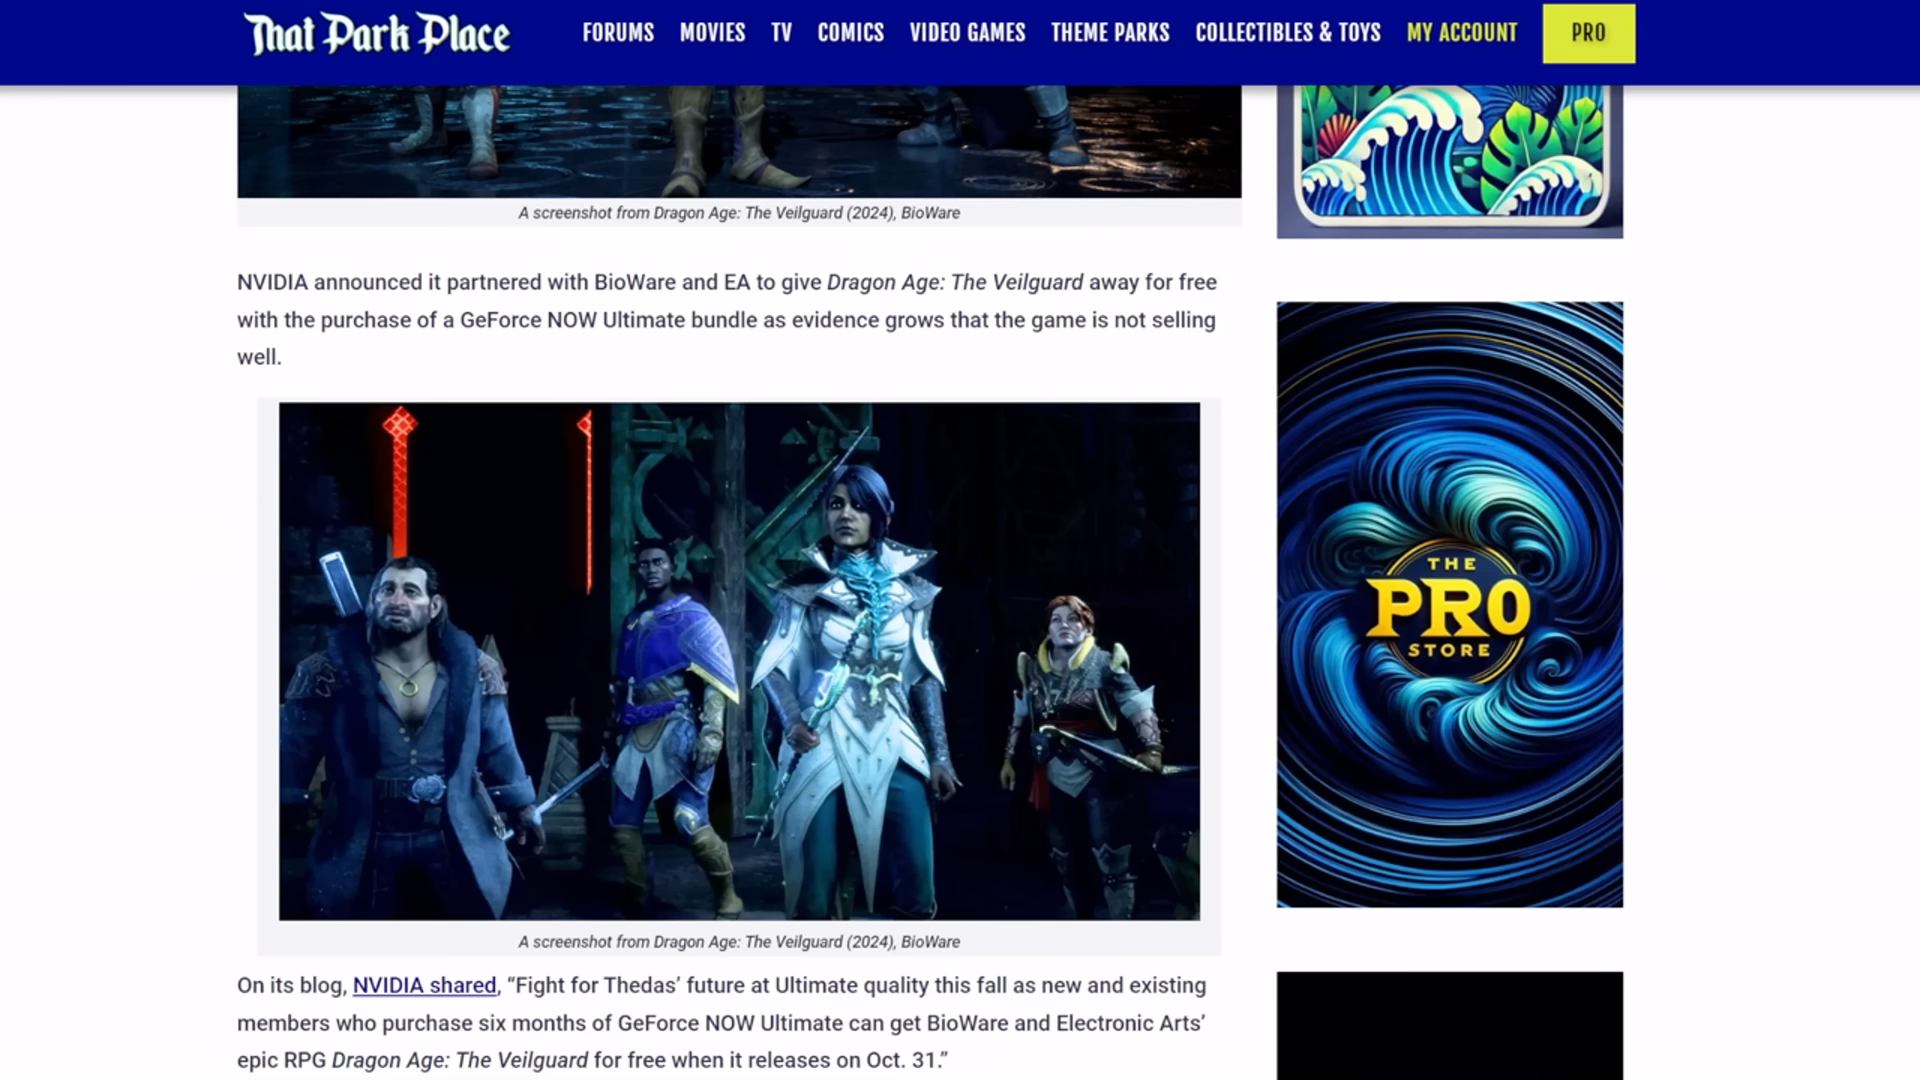 That Park Place
FORUMS MOVIES TV COMICS VIDEO GAMES THEME PARKS COLLECTIBLES & TOYS MY ACCOUNT PRO
A screenshot from Dragon Age: The Veilguard (2024), BioWare
NVIDIA announced it partnered with BioWare and EA to give Dragon Age: The Veilguard away for free
with the purchase of a GeForce NOW Ultimate bundle as evidence grows that the game is not selling
well.
A screenshot from Dragon Age: The Veilguard (2024), BioWare
On its blog, NVIDIA shared, “Fight for Thedas’ future at Ultimate quality this fall as new and existing
members who purchase six months of GeForce NOW Ultimate can get BioWare and Electronic Arts’
epic RPG Dragon Age: The Veilguard for free when it releases on Oct. 31.”
THE
PRO
STORE